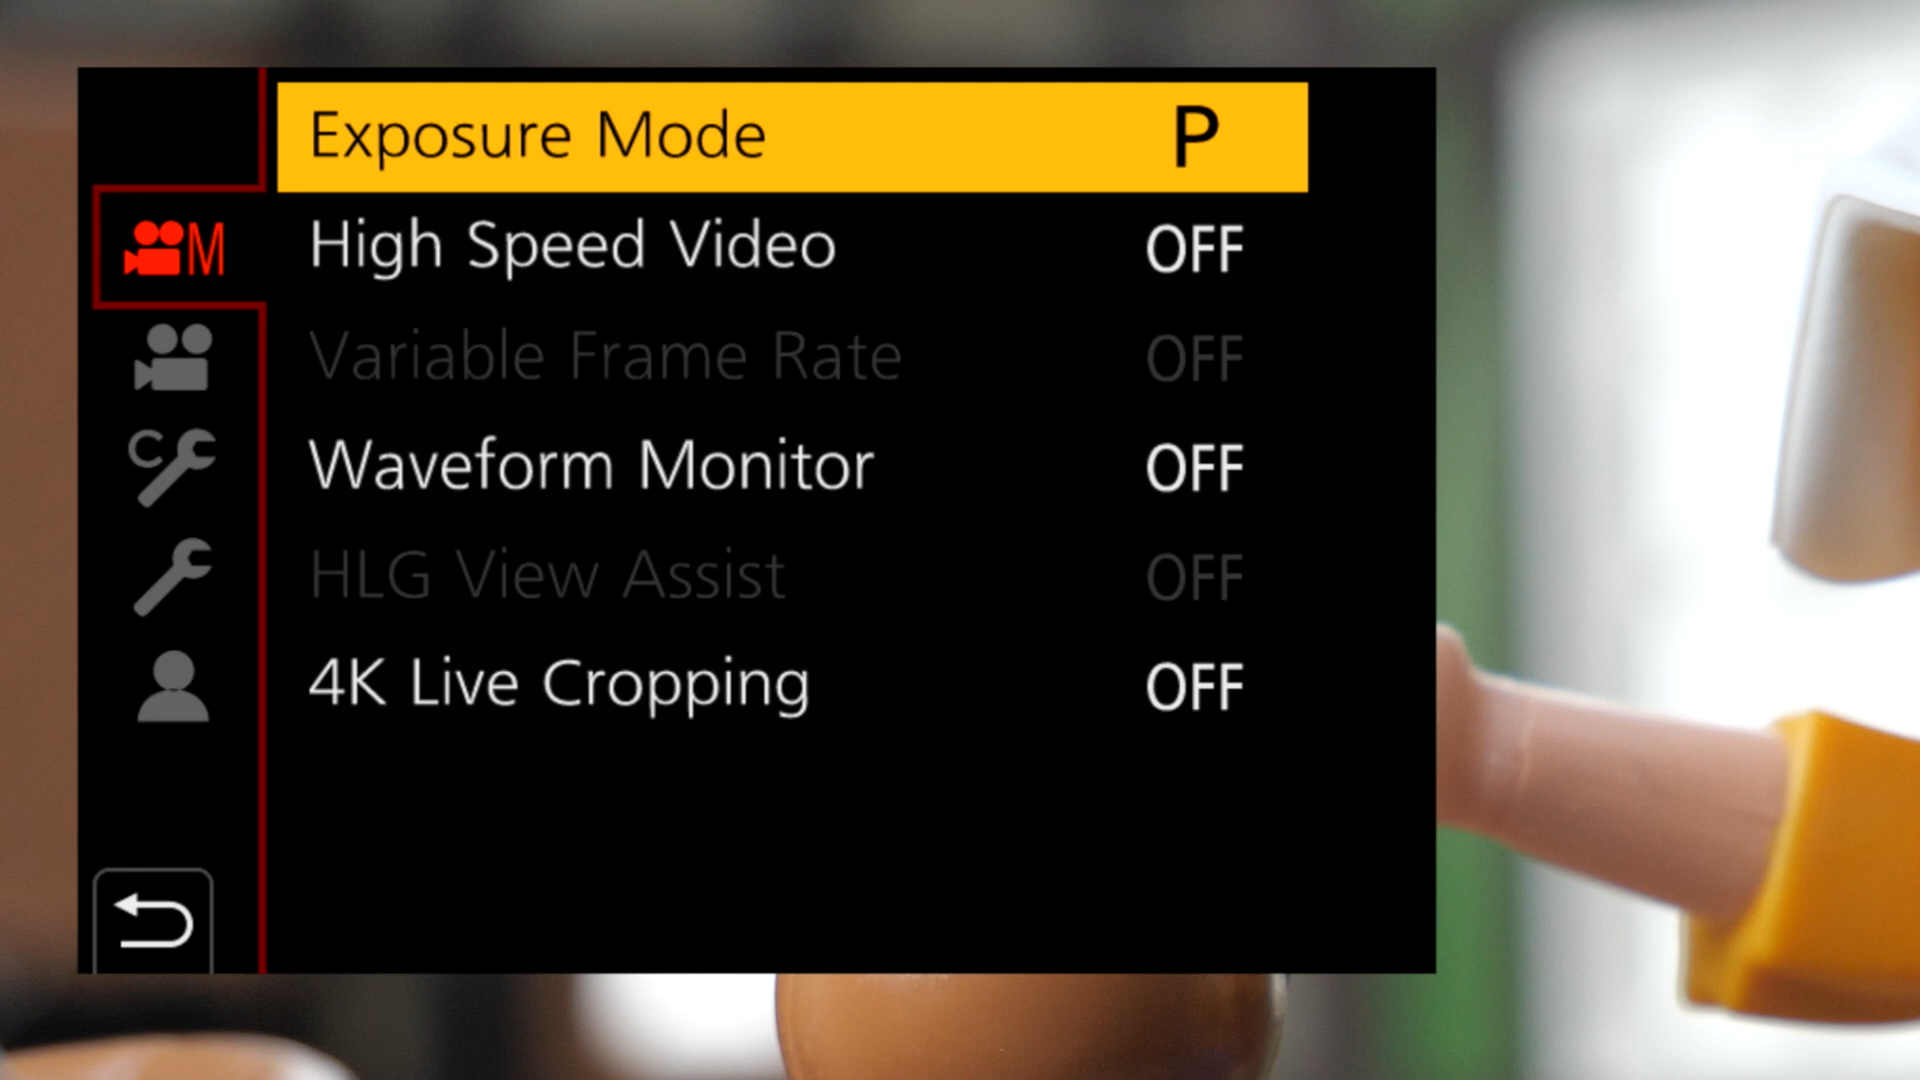 Exposure Mode P
M High Speed Video OFF
Variable Frame Rate OFF
C Waveform Monitor OFF
HLG View Assist OFF
4K Live Cropping OFF